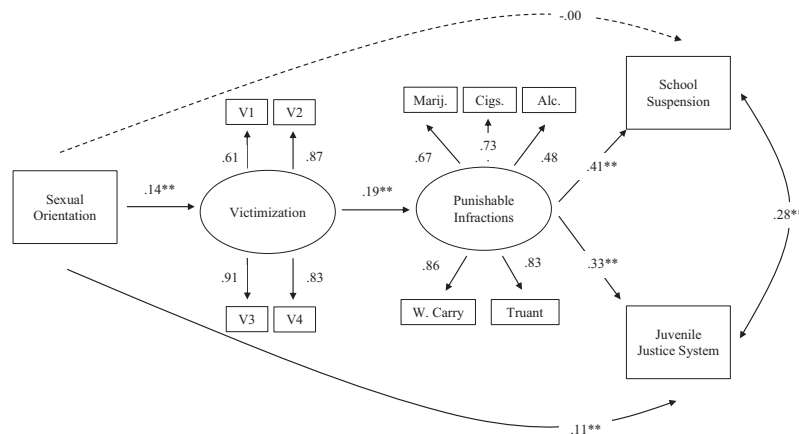 -.00
School
Suspension
Marij.
Cigs.
Alc.
V1
V2
.73
.61
.87
.67
.48
.41**
Sexual
Orientation
.14**
Victimization
.19**
Punishable
Infractions
.28**
.91
.83
.86
.83
.33**
V3
V4
W. Carry
Truant
Juvenile
Justice System
.11**